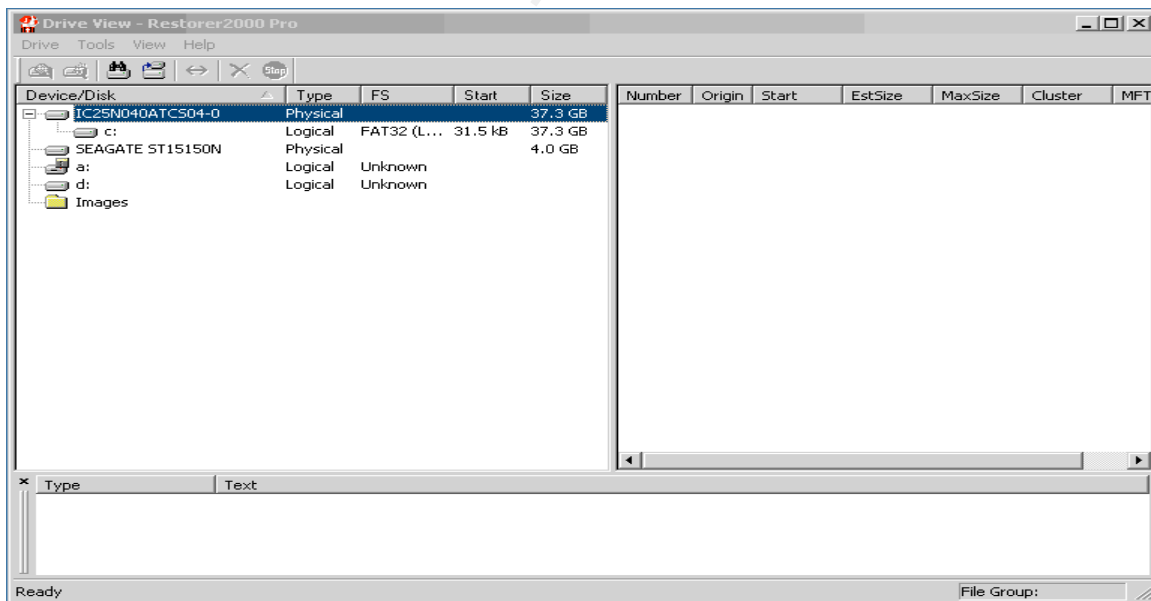 Drive View - Restorer2000 Pro
Drive Tools View Help
Stop
Device/Disk Type FS Start Size Number Origin Start EstSize MaxSize Cluster MFT
IC25N040ATCS04-0 Physical 37.3 GB
c: Logical FAT32 (L... 31.5 kB 37.3 GB
SEAGATE ST15150N Physical 4.0 GB
a: Logical Unknown
d: Logical Unknown
Images
Type Text
Ready File Group: